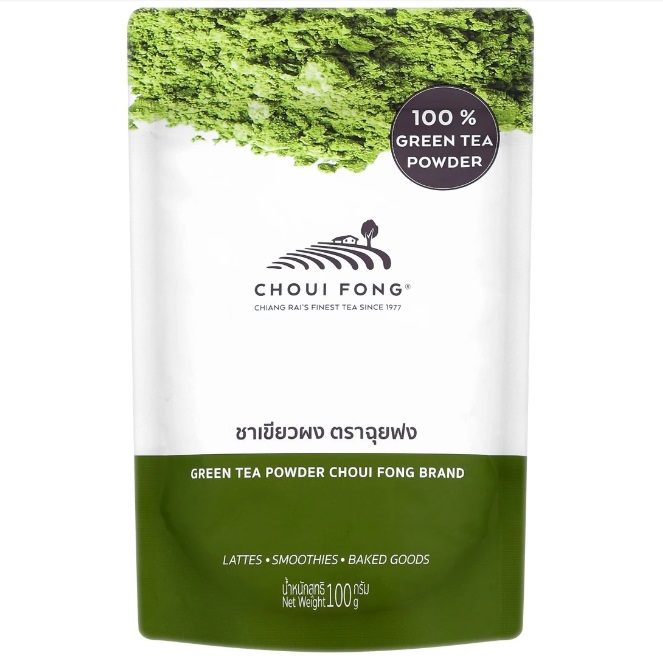 100 %
GREEN TEA
POWDER
CHOUI FONG®
CHIANG RAI'S FINEST TEA SINCE 1977
ชาเขียวผง ตราฉุยฟง
GREEN TEA POWDER CHOUI FONG BRAND
LATTES • SMOOTHIES • BAKED GOODS
น้ำหนักสุทธิ 100 กรัม
Net Weight 100 g